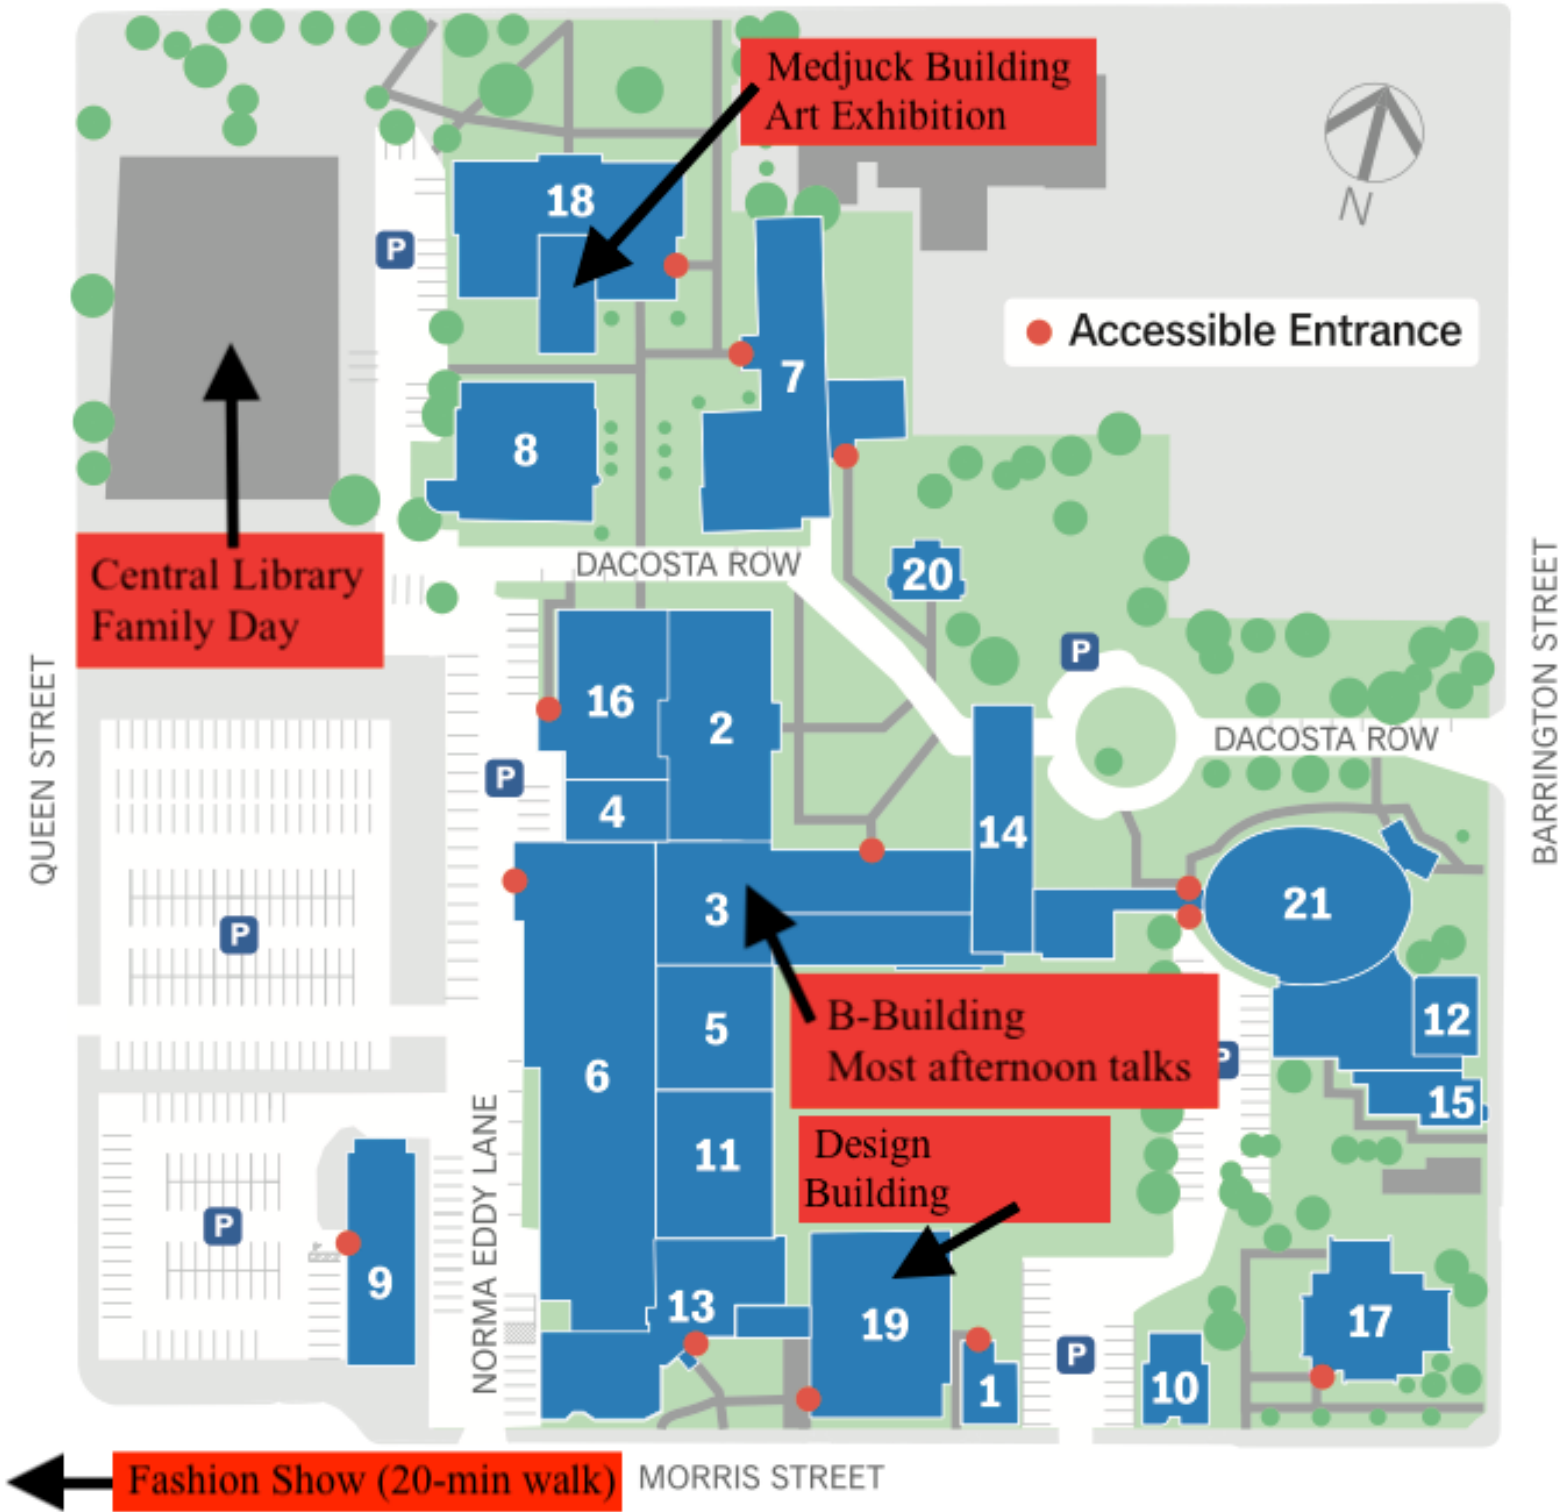 Medjuck Building
Art Exhibition
18
P
N
Accessible Entrance
7
8
Central Library
Family Day
DACOSTA ROW
20
QUEEN STREET
BARRINGTON STREET
P
16
2
P
4
DACOSTA ROW
14
3
21
P
B-Building
Most afternoon talks
5
12
P
6
15
11
Design
Building
NORMA EDDY LANE
P
9
13
19
17
P
1
10
Fashion Show (20-min walk)
MORRIS STREET